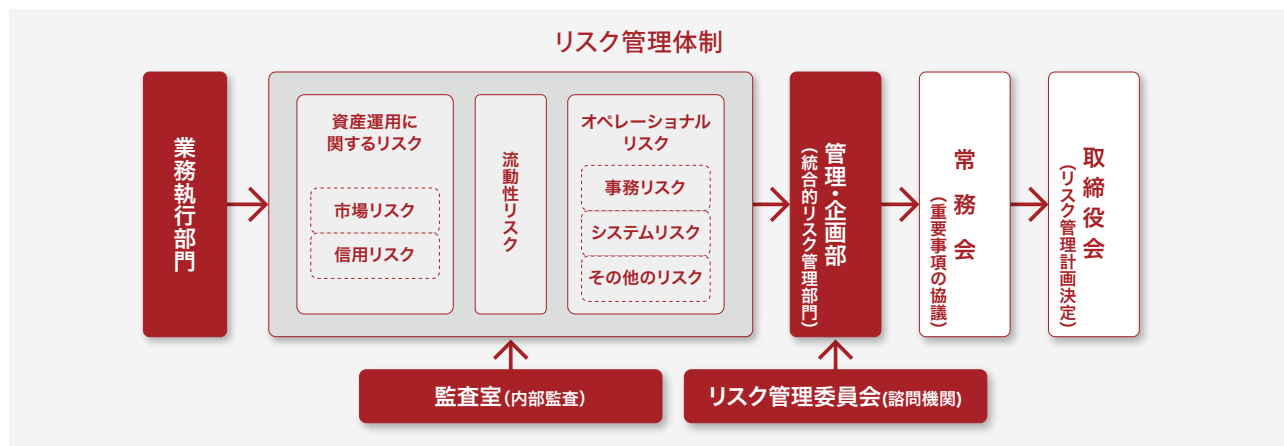 リスク管理体制
業務執行部門
資産運用に
関するリスク
市場リスク
信用リスク
流動性リスク
オペレーショナル
リスク
事務リスク
システムリスク
その他のリスク
管理・企画部
(統合的リスク管理部門)
常務会
(重要事項の協議)
取締役会
(リスク管理計画決定)
監査室(内部監査)
リスク管理委員会(諮問機関)